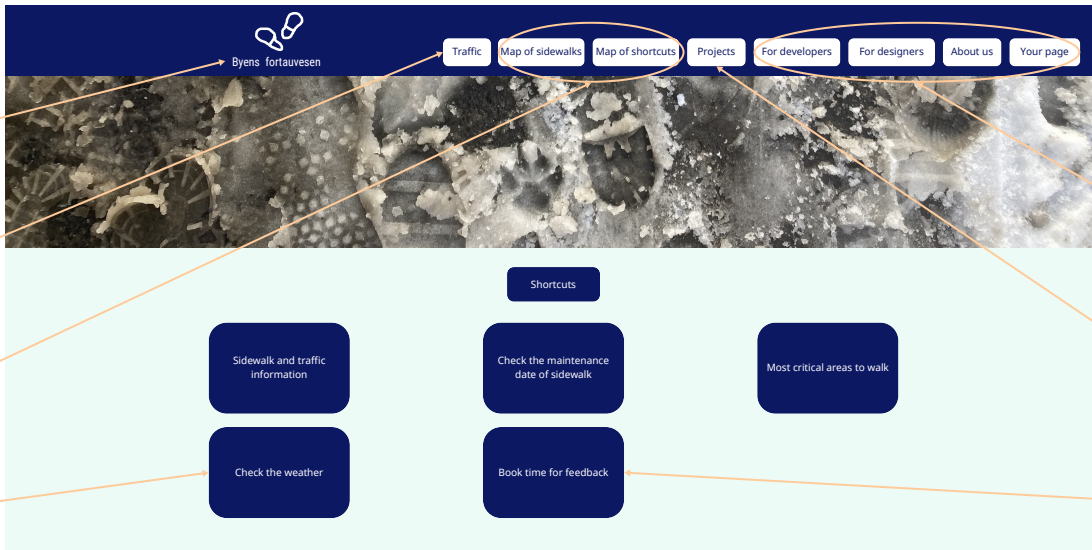 Byens fortauvesen
Traffic
Map of sidewalks
Map of shortcuts
Projects
For developers
For designers
About us
Your page
Shortcuts
Sidewalk and traffic
information
Check the maintenance
date of sidewalk
Most critical areas to walk
Check the weather
Book time for feedback